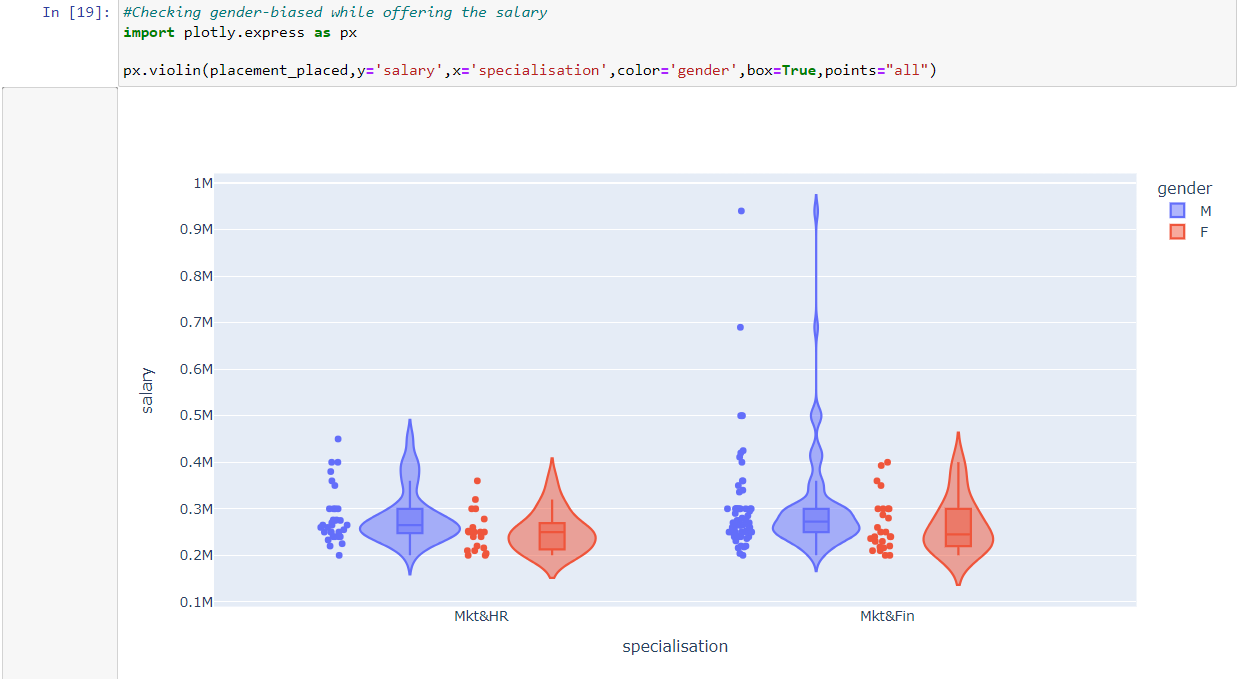 In [19]:
#Checking gender-biased while offering the salary
import plotly.express as px
px.violin(placement_placed,y='salary',x='specialisation',color='gender',box=True,points="all")
1M
0.9M
0.8M
0.7M
0.6M
0.5M
0.4M
0.3M
0.2M
0.1M
salary
Mkt&HR
Mkt&Fin
specialisation
gender
M
F